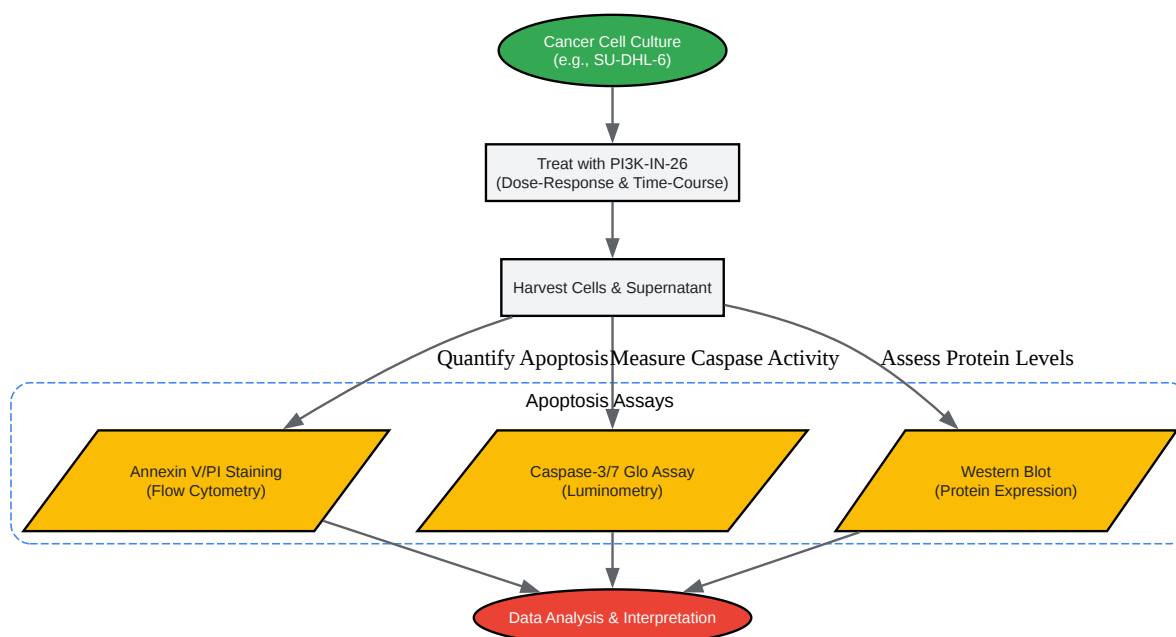 Cancer Cell Culture
(e.g., SU-DHL-6)
Treat with PI3K-IN-26
(Dose-Response & Time-Course)
Harvest Cells & Supernatant
Quantify Apoptosis
Measure Caspase Activity
Assess Protein Levels
Apoptosis Assays
Annexin V/PI Staining
(Flow Cytometry)
Caspase-3/7 Glo Assay
(Luminometry)
Western Blot
(Protein Expression)
Data Analysis & Interpretation